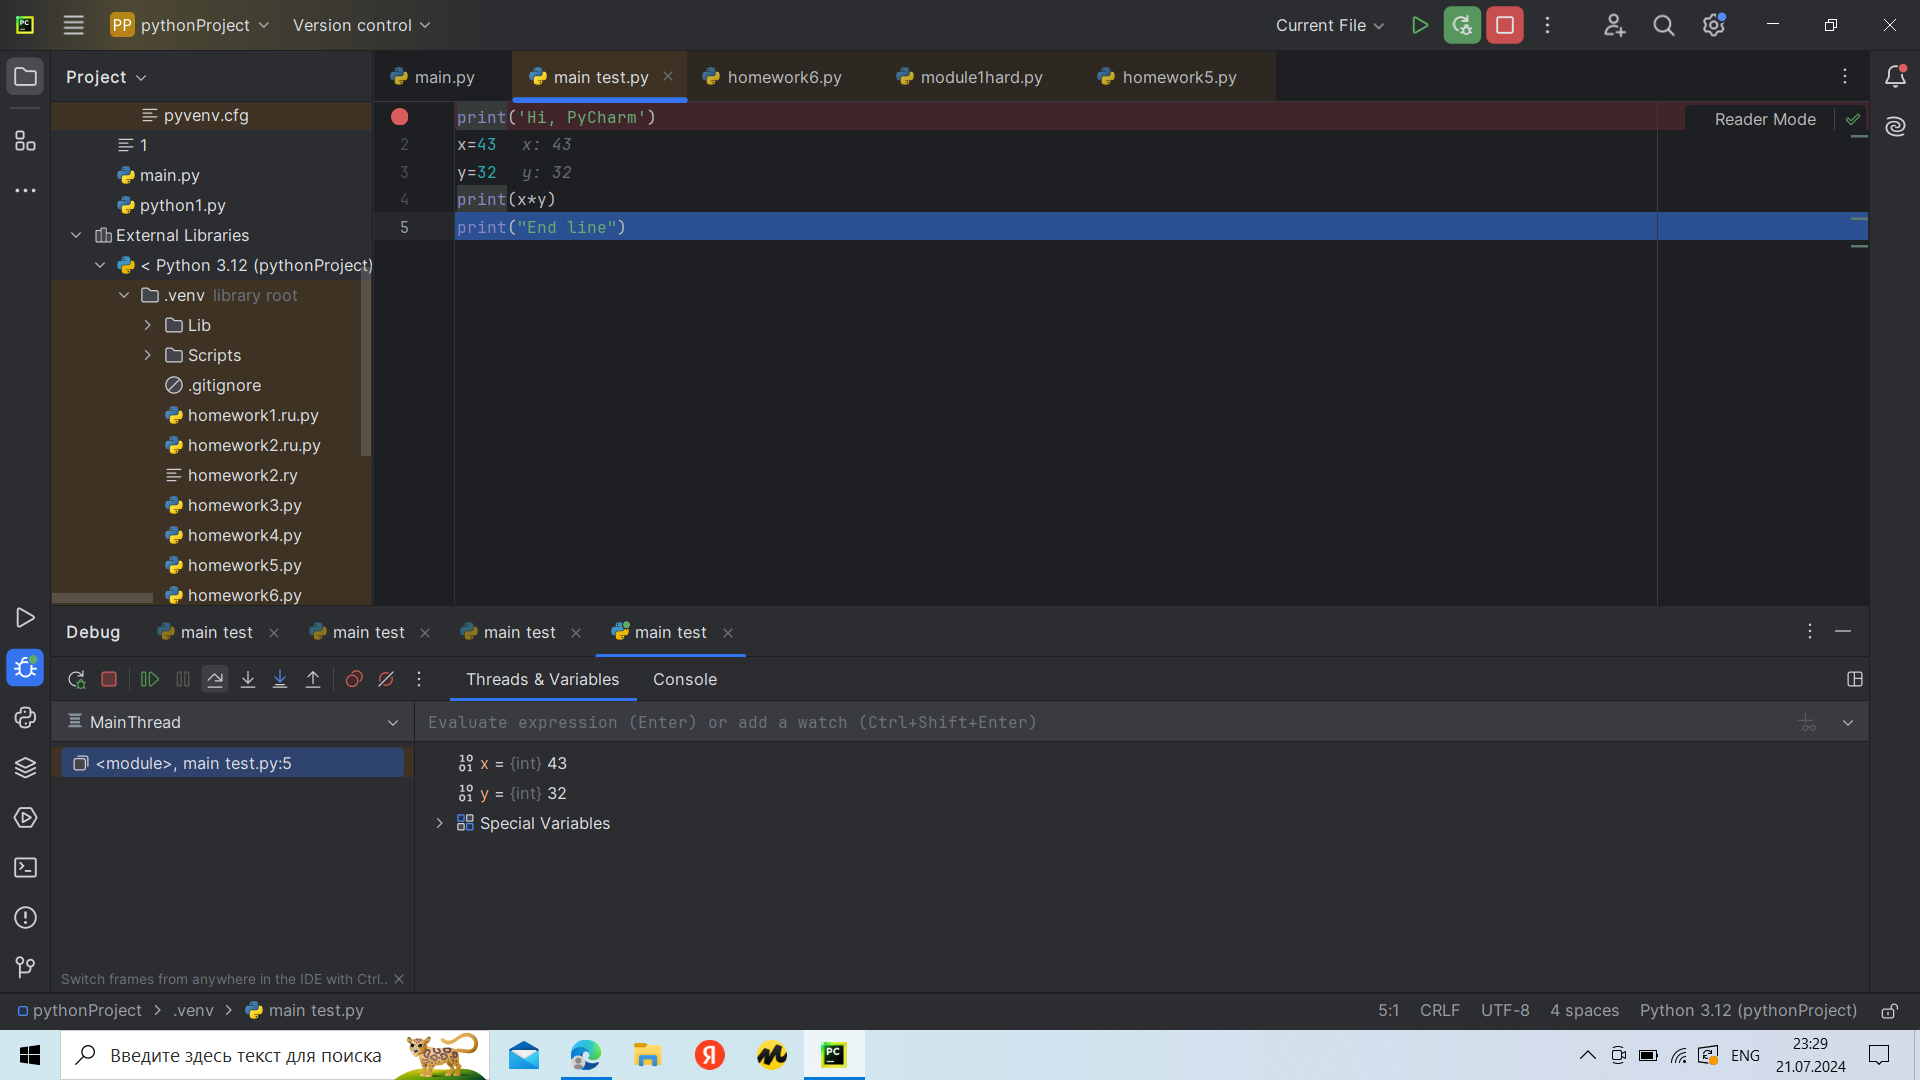 PP pythonProject Version control Current File
Project
main.py main test.py homework6.py module1hard.py homework5.py
pyvenv.cfg
1
main.py
python1.py
External Libraries
< Python 3.12 (pythonProject)
.venv library root
Lib
Scripts
.gitignore
homework1.ru.py
homework2.ru.py
homework2.ry
homework3.py
homework4.py
homework5.py
homework6.py
print('Hi, PyCharm')
2 x=43 x: 43
3 y=32 y: 32
4 print(x*y)
5 print("End line")
Reader Mode
Debug main test main test main test main test
Threads & Variables Console
MainThread
Evaluate expression (Enter) or add a watch (Ctrl+Shift+Enter)
<module>, main test.py:5
x = {int} 43
y = {int} 32
Special Variables
Switch frames from anywhere in the IDE with Ctrl..
pythonProject > .venv > main test.py
5:1 CRLF UTF-8 4 spaces Python 3.12 (pythonProject)
Введите здесь текст для поиска
Я
PC
ENG
23:29
21.07.2024